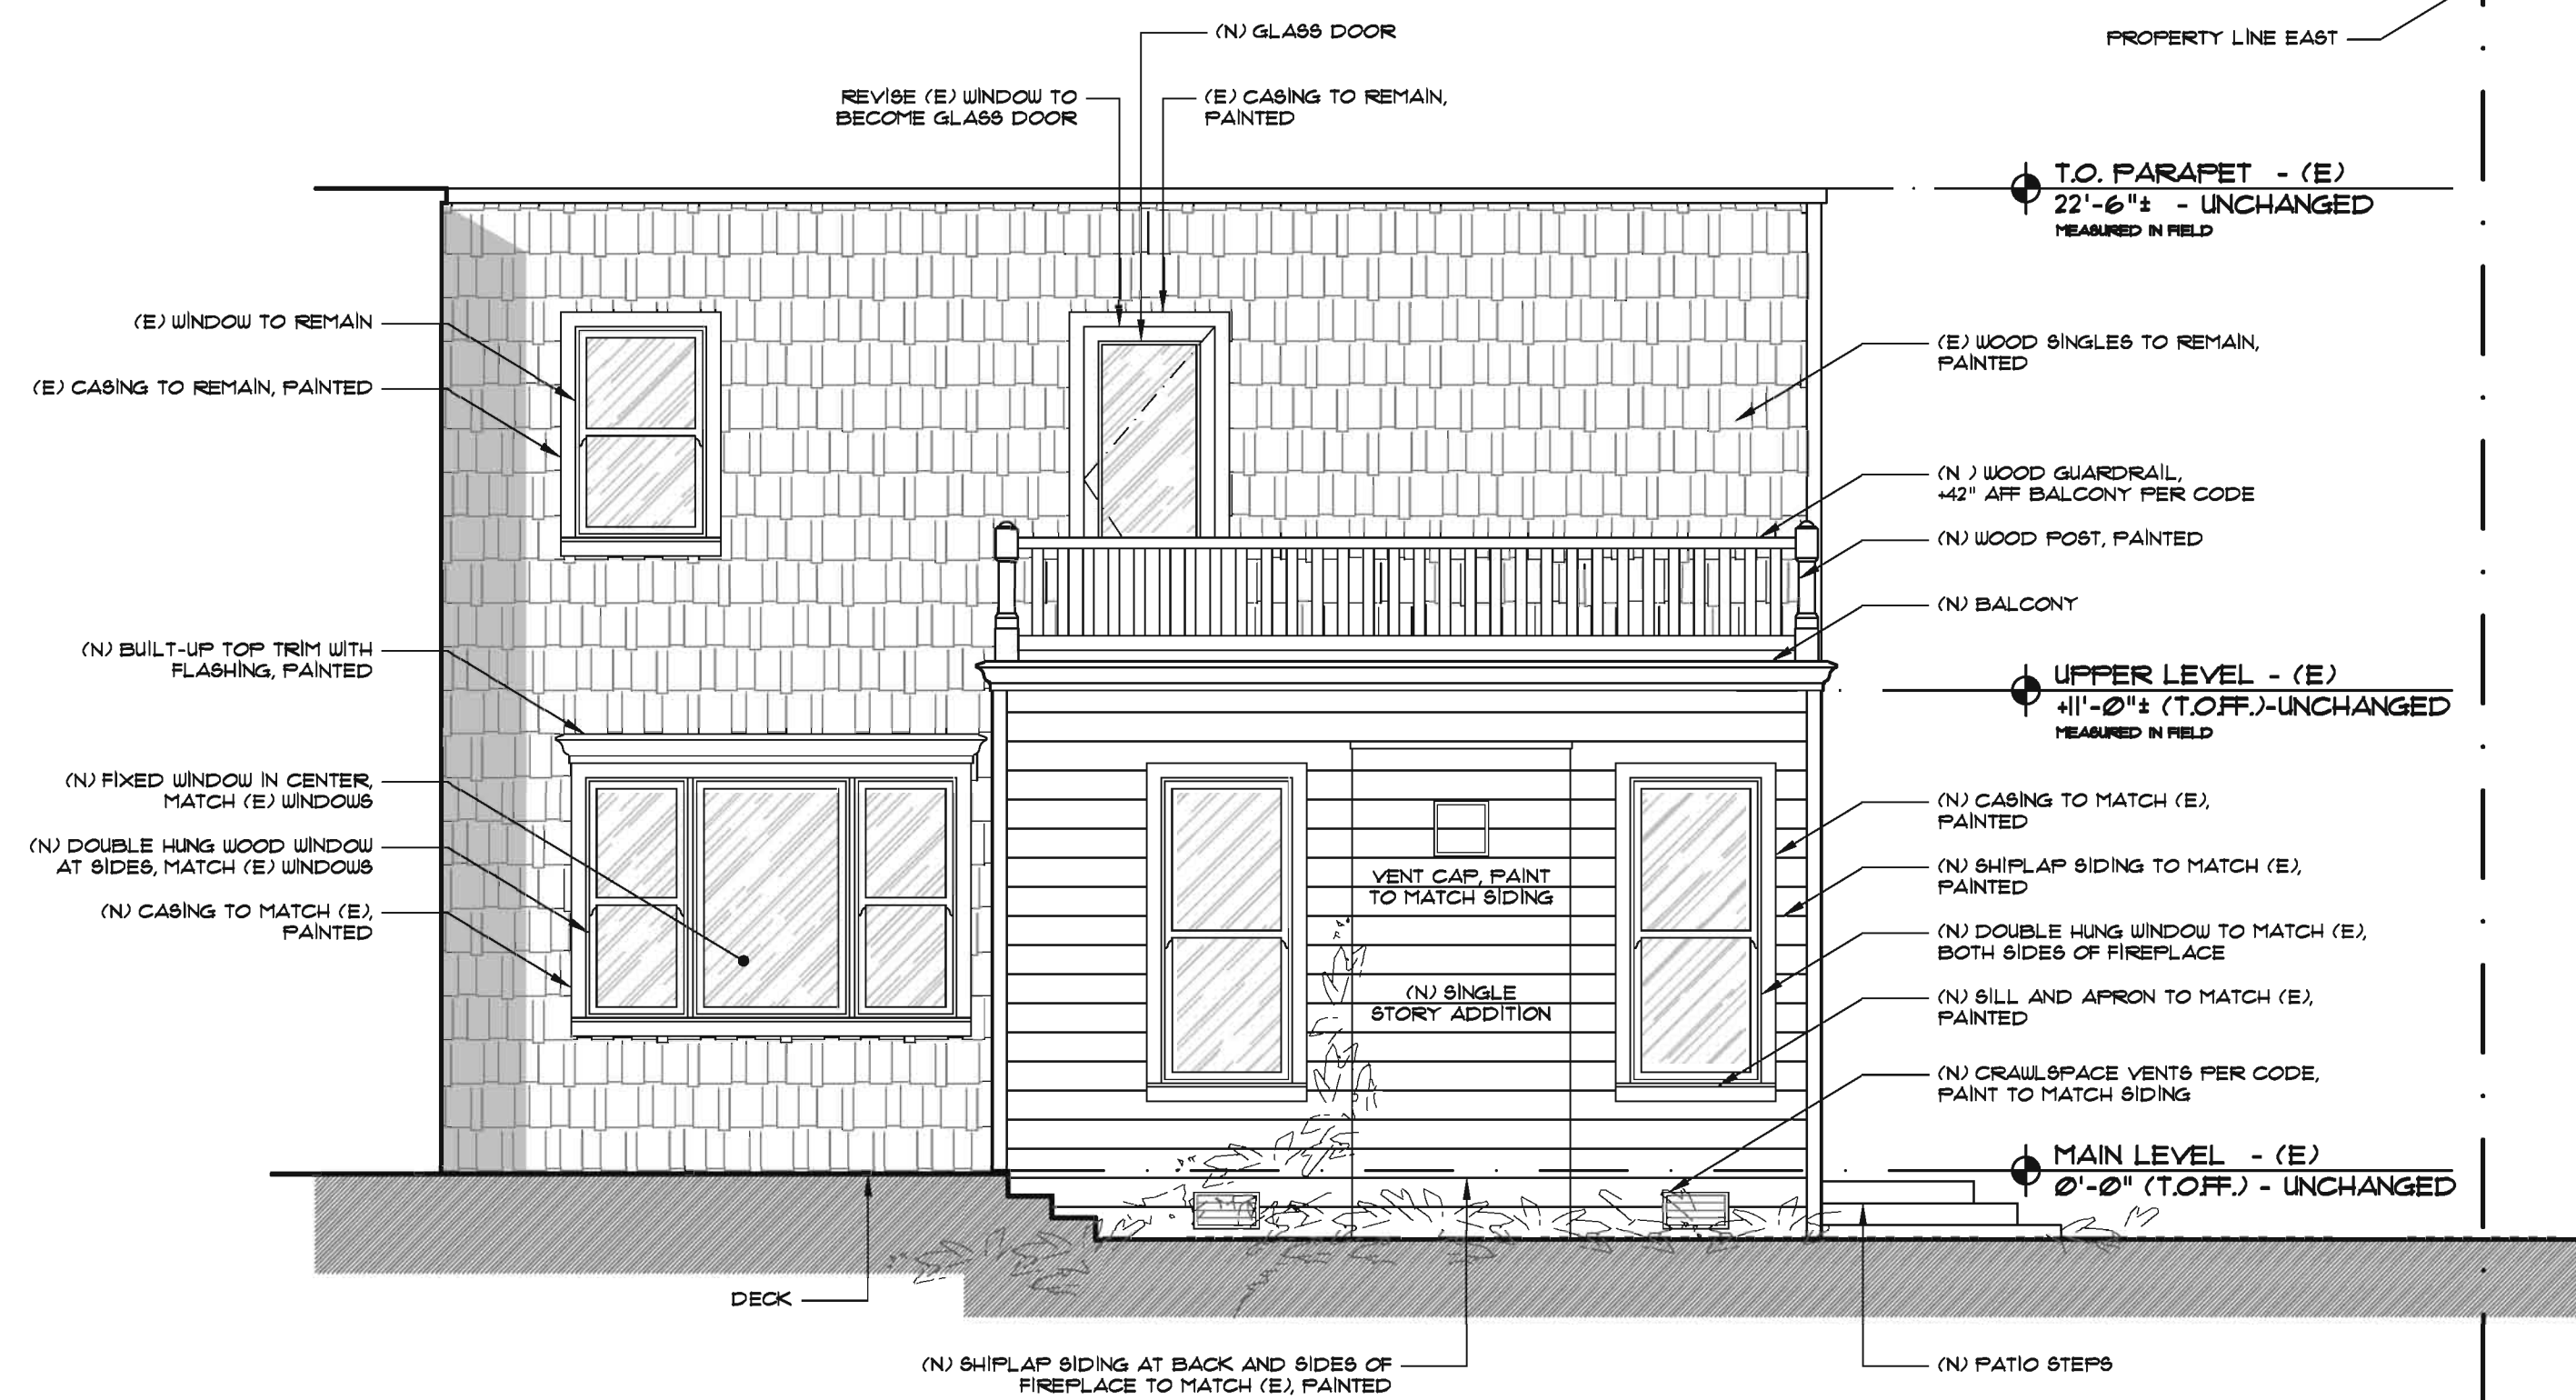 (N) GLASS DOOR
PROPERTY LINE EAST
REVISE (E) WINDOW TO
BECOME GLASS DOOR
(E) CASING TO REMAIN,
PAINTED
T.O. PARAPET - (E)
22'-6"± - UNCHANGED
MEASURED IN FIELD
(E) WINDOW TO REMAIN
(E) CASING TO REMAIN, PAINTED
(E) WOOD SINGLES TO REMAIN,
PAINTED
(N ) WOOD GUARDRAIL,
+42" AFF BALCONY PER CODE
(N) WOOD POST, PAINTED
(N) BALCONY
(N) BUILT-UP TOP TRIM WITH
FLASHING, PAINTED
UPPER LEVEL - (E)
+11'-0"± (T.O.FF.)-UNCHANGED
MEASURED IN FIELD
(N) FIXED WINDOW IN CENTER,
MATCH (E) WINDOWS
(N) DOUBLE HUNG WOOD WINDOW
AT SIDES, MATCH (E) WINDOWS
(N) CASING TO MATCH (E),
PAINTED
VENT CAP, PAINT
TO MATCH SIDING
(N) SINGLE
STORY ADDITION
(N) CASING TO MATCH (E),
PAINTED
(N) SHIPLAP SIDING TO MATCH (E),
PAINTED
(N) DOUBLE HUNG WINDOW TO MATCH (E),
BOTH SIDES OF FIREPLACE
(N) SILL AND APRON TO MATCH (E),
PAINTED
(N) CRAWLSPACE VENTS PER CODE,
PAINT TO MATCH SIDING
MAIN LEVEL - (E)
0'-0" (T.O.FF.) - UNCHANGED
DECK
(N) SHIPLAP SIDING AT BACK AND SIDES OF
FIREPLACE TO MATCH (E), PAINTED
(N) PATIO STEPS